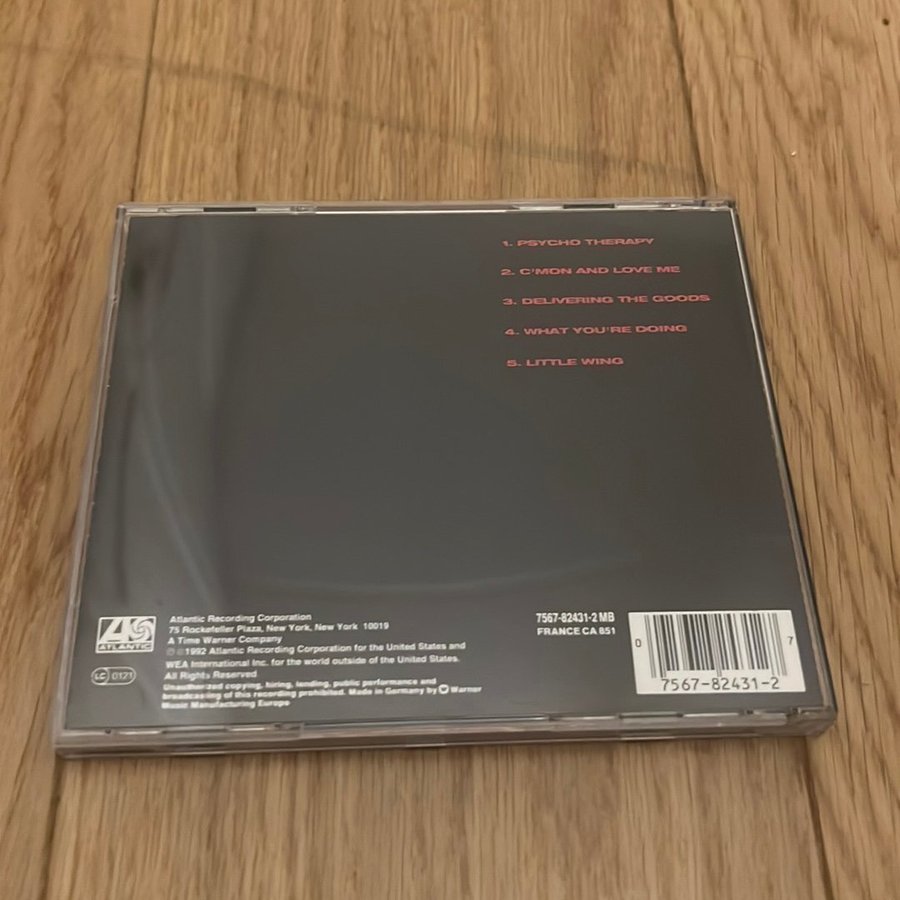 1. PSYCHO THERAPY
2. C'MON AND LOVE ME
3. DELIVERING THE GOODS
4. WHAT YOU'RE DOING
5. LITTLE WING
ATLANTIC
Atlantic Recording Corporation
75 Rockefeller Plaza, New York, New York 10019
A Time Warner Company
℗ © 1992 Atlantic Recording Corporation for the United States and
WEA International Inc. for the world outside of the United States.
All Rights Reserved
Unauthorized copying, hiring, lending, public performance and
broadcasting of this recording prohibited. Made in Germany by Warner
Music Manufacturing Europe
LC 0121
7567-82431-2 MB
FRANCE CA 851
0 7
7567-82431-2